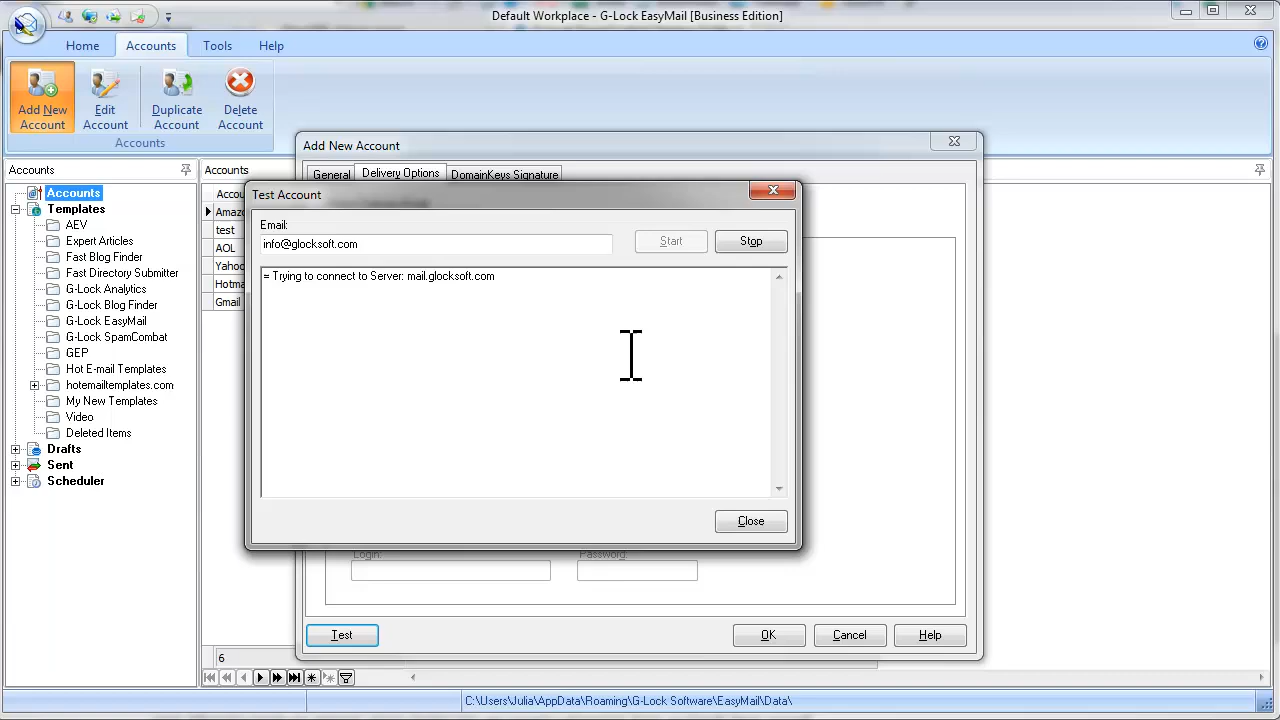 Default Workplace - G-Lock EasyMail [Business Edition]
Home
Accounts
Tools
Help
Add New Account
Edit Account
Duplicate Account
Delete Account
Accounts
Accounts
Accounts
Accounts
Templates
AEV
Expert Articles
Fast Blog Finder
Fast Directory Submitter
G-Lock Analytics
G-Lock Blog Finder
G-Lock EasyMail
G-Lock SpamCombat
GEP
Hot E-mail Templates
hotemailtemplates.com
My New Templates
Video
Deleted Items
Drafts
Sent
Scheduler
Accou
Amazo
test
AOL
Yaho
Hotma
Gmail
6
Add New Account
General
Delivery Options
DomainKeys Signature
Test Account
Email:
info@glocksoft.com
Start
Stop
= Trying to connect to Server: mail.glocksoft.com
Close
Login:
Password:
Test
OK
Cancel
Help
C:\Users\Julia\AppData\Roaming\G-Lock Software\EasyMail\Data\